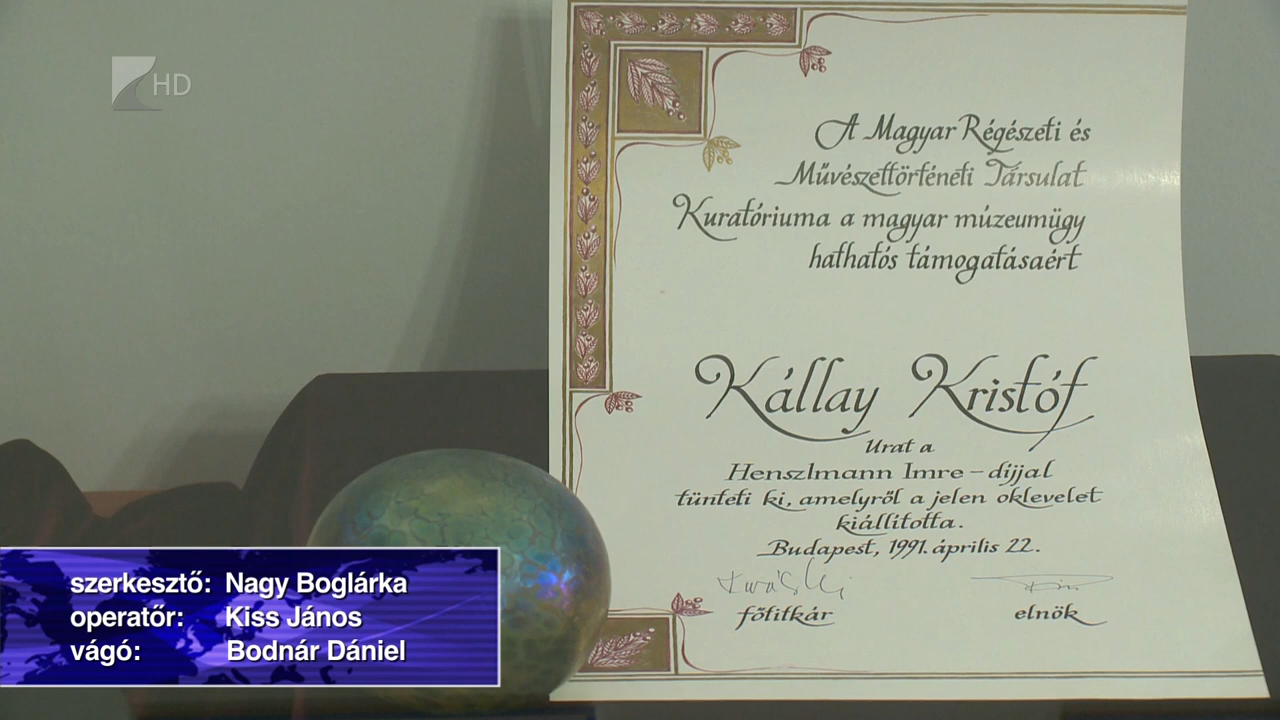 HD
A Magyar Régészeti és
Művészettörténeti Társulat
Kuratóriuma a magyar múzeumügy
hathatós támogatásaért
Kállay Kristóf
Urat a
Henszlmann Imre – díjjal
tünteti ki, amelyről a jelen oklevelet
kiállította.
Budapest, 1991. április 22.
főtitkár
elnök
szerkesztő: Nagy Boglárka
operatőr: Kiss János
vágó: Bodnár Dániel